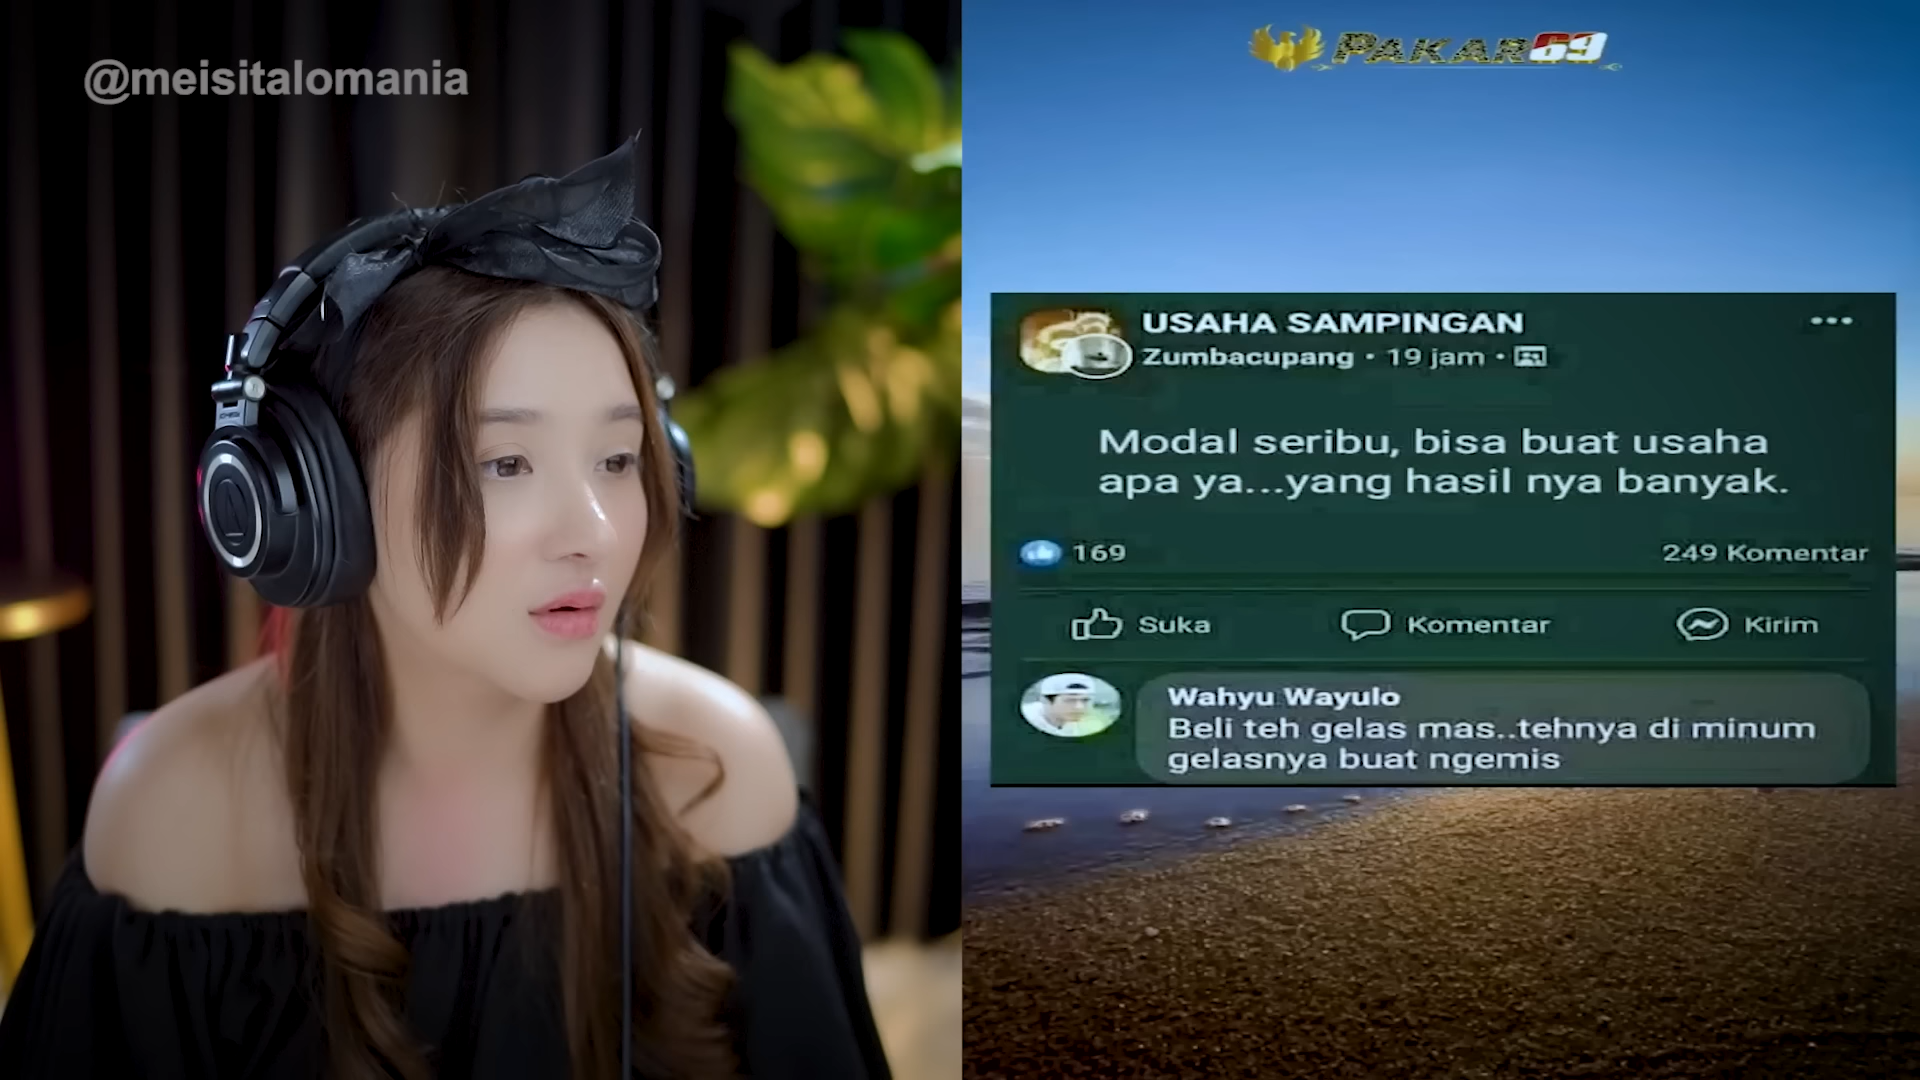 @meisitalomania
PAKAR69
USAHA SAMPINGAN
Zumbacupang · 19 jam ·
Modal seribu, bisa buat usaha
apa ya...yang hasil nya banyak.
169
249 Komentar
Suka
Komentar
Kirim
Wahyu Wayulo
Beli teh gelas mas..tehnya di minum
gelasnya buat ngemis